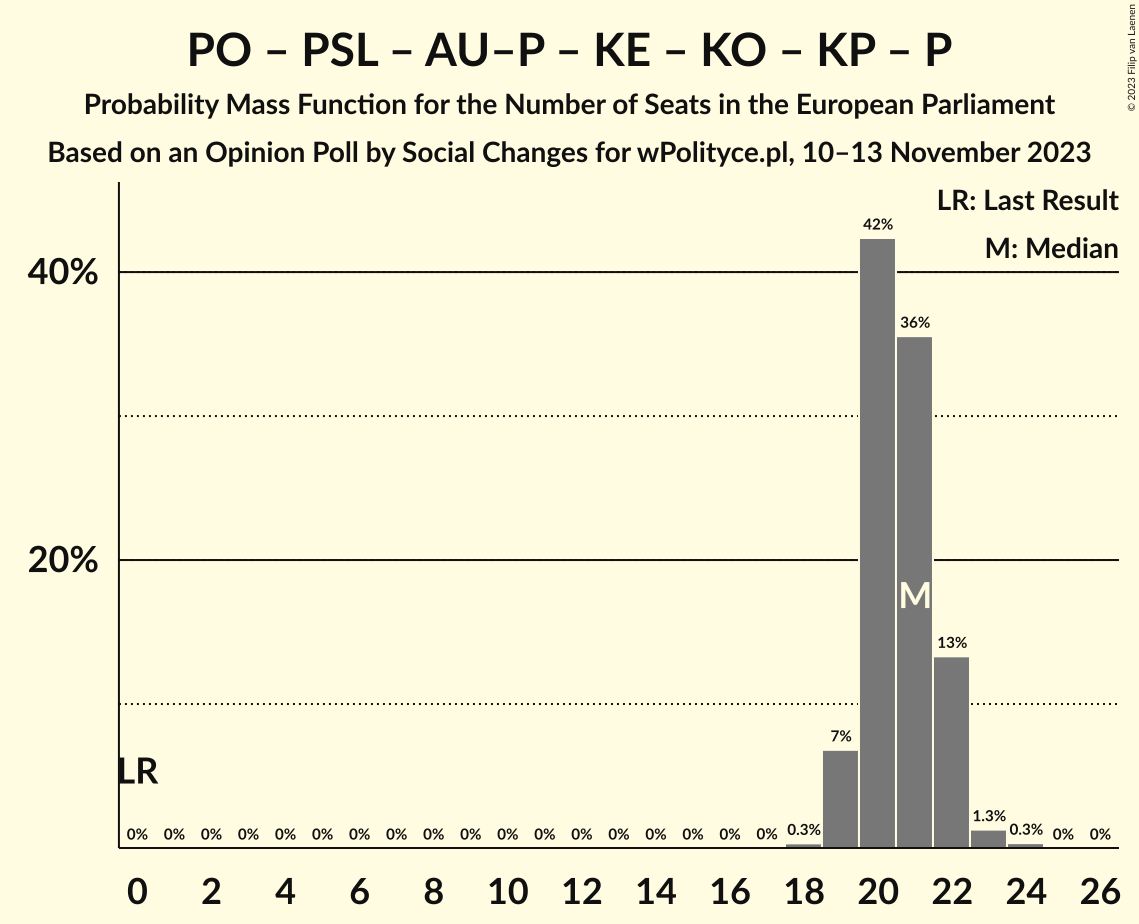 PO – PSL – AU–P – KE – KO – KP – P
Probability Mass Function for the Number of Seats in the European Parliament
Based on an Opinion Poll by Social Changes for wPolityce.pl, 10–13 November 2023
© 2023 Filip van Laenen
LR: Last Result
M: Median
42%
40%
36%
20%
M
13%
7%
LR
0% 0% 0% 0% 0% 0% 0% 0% 0% 0% 0% 0% 0% 0% 0% 0% 0% 0% 0.3% 1.3% 0.3% 0% 0%
0 2 4 6 8 10 12 14 16 18 20 22 24 26